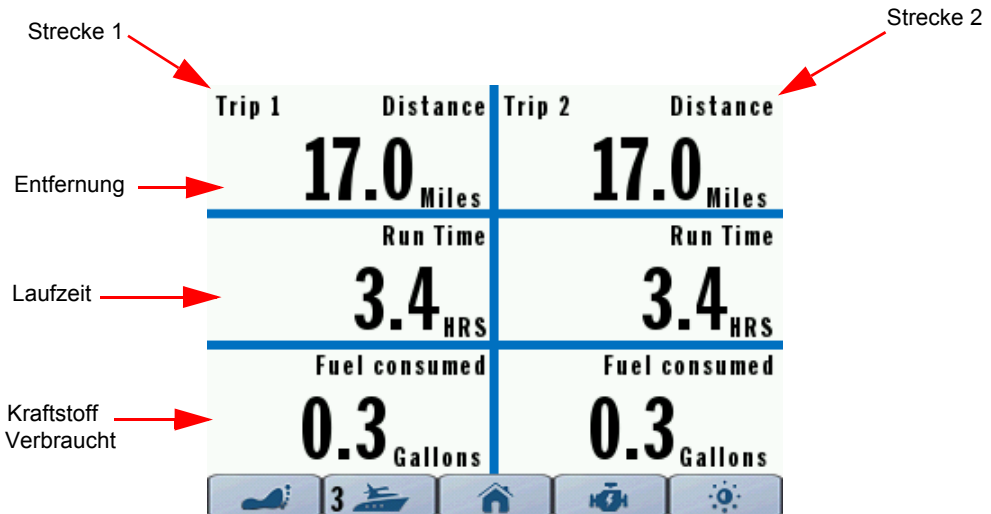 Strecke 1
Strecke 2
Trip 1 Distance
17.0 Miles
Trip 2 Distance
17.0 Miles
Entfernung
Run Time
3.4 HRS
Run Time
3.4 HRS
Laufzeit
Fuel consumed
0.3 Gallons
Fuel consumed
0.3 Gallons
Kraftstoff
Verbraucht
3